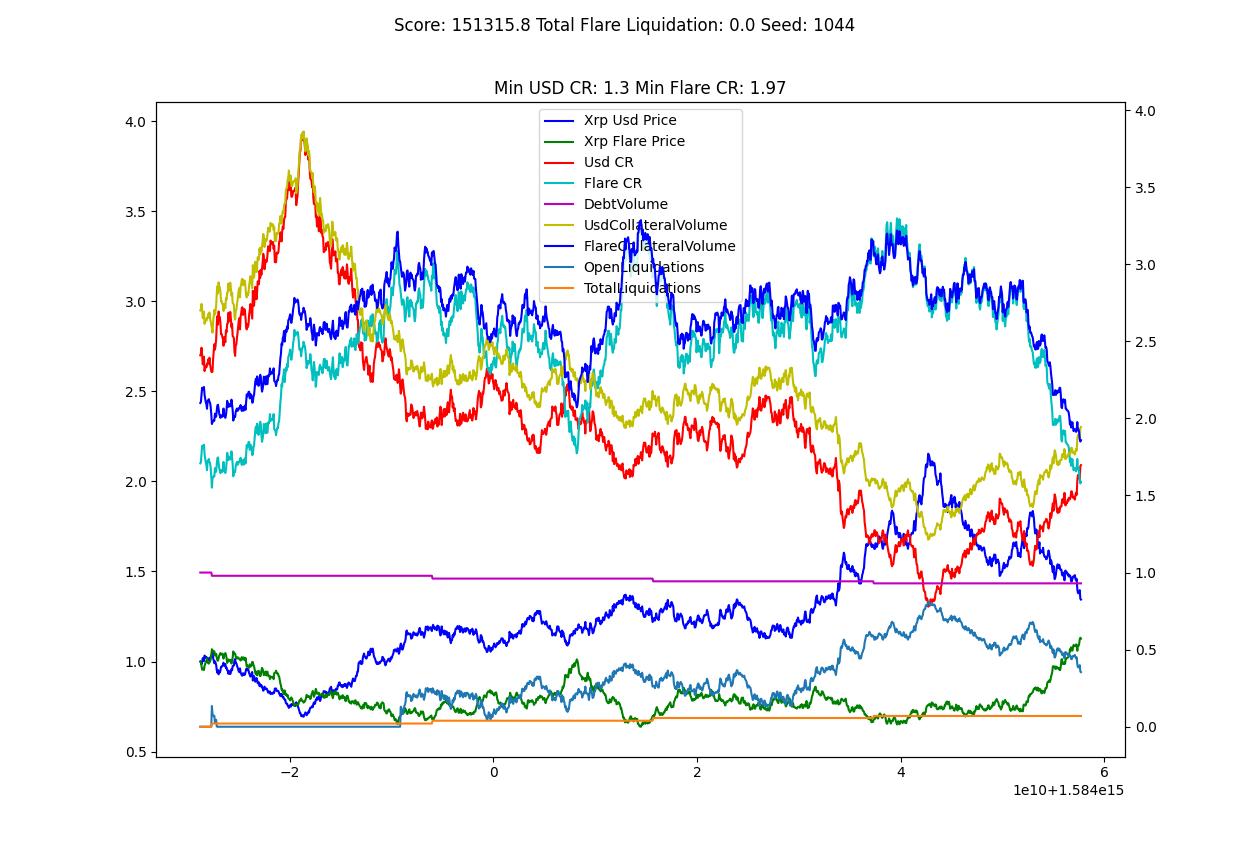 Score: 151315.8 Total Flare Liquidation: 0.0 Seed: 1044
Min USD CR: 1.3 Min Flare CR: 1.97
Xrp Usd Price
Xrp Flare Price
Usd CR
Flare CR
DebtVolume
UsdCollateralVolume
FlareCollateralVolume
OpenLiquidations
TotalLiquidations
4.0
3.5
3.0
2.5
2.0
1.5
1.0
0.5
4.0
3.5
3.0
2.5
2.0
1.5
1.0
0.5
0.0
−2
0
2
4
6
1e10+1.584e15